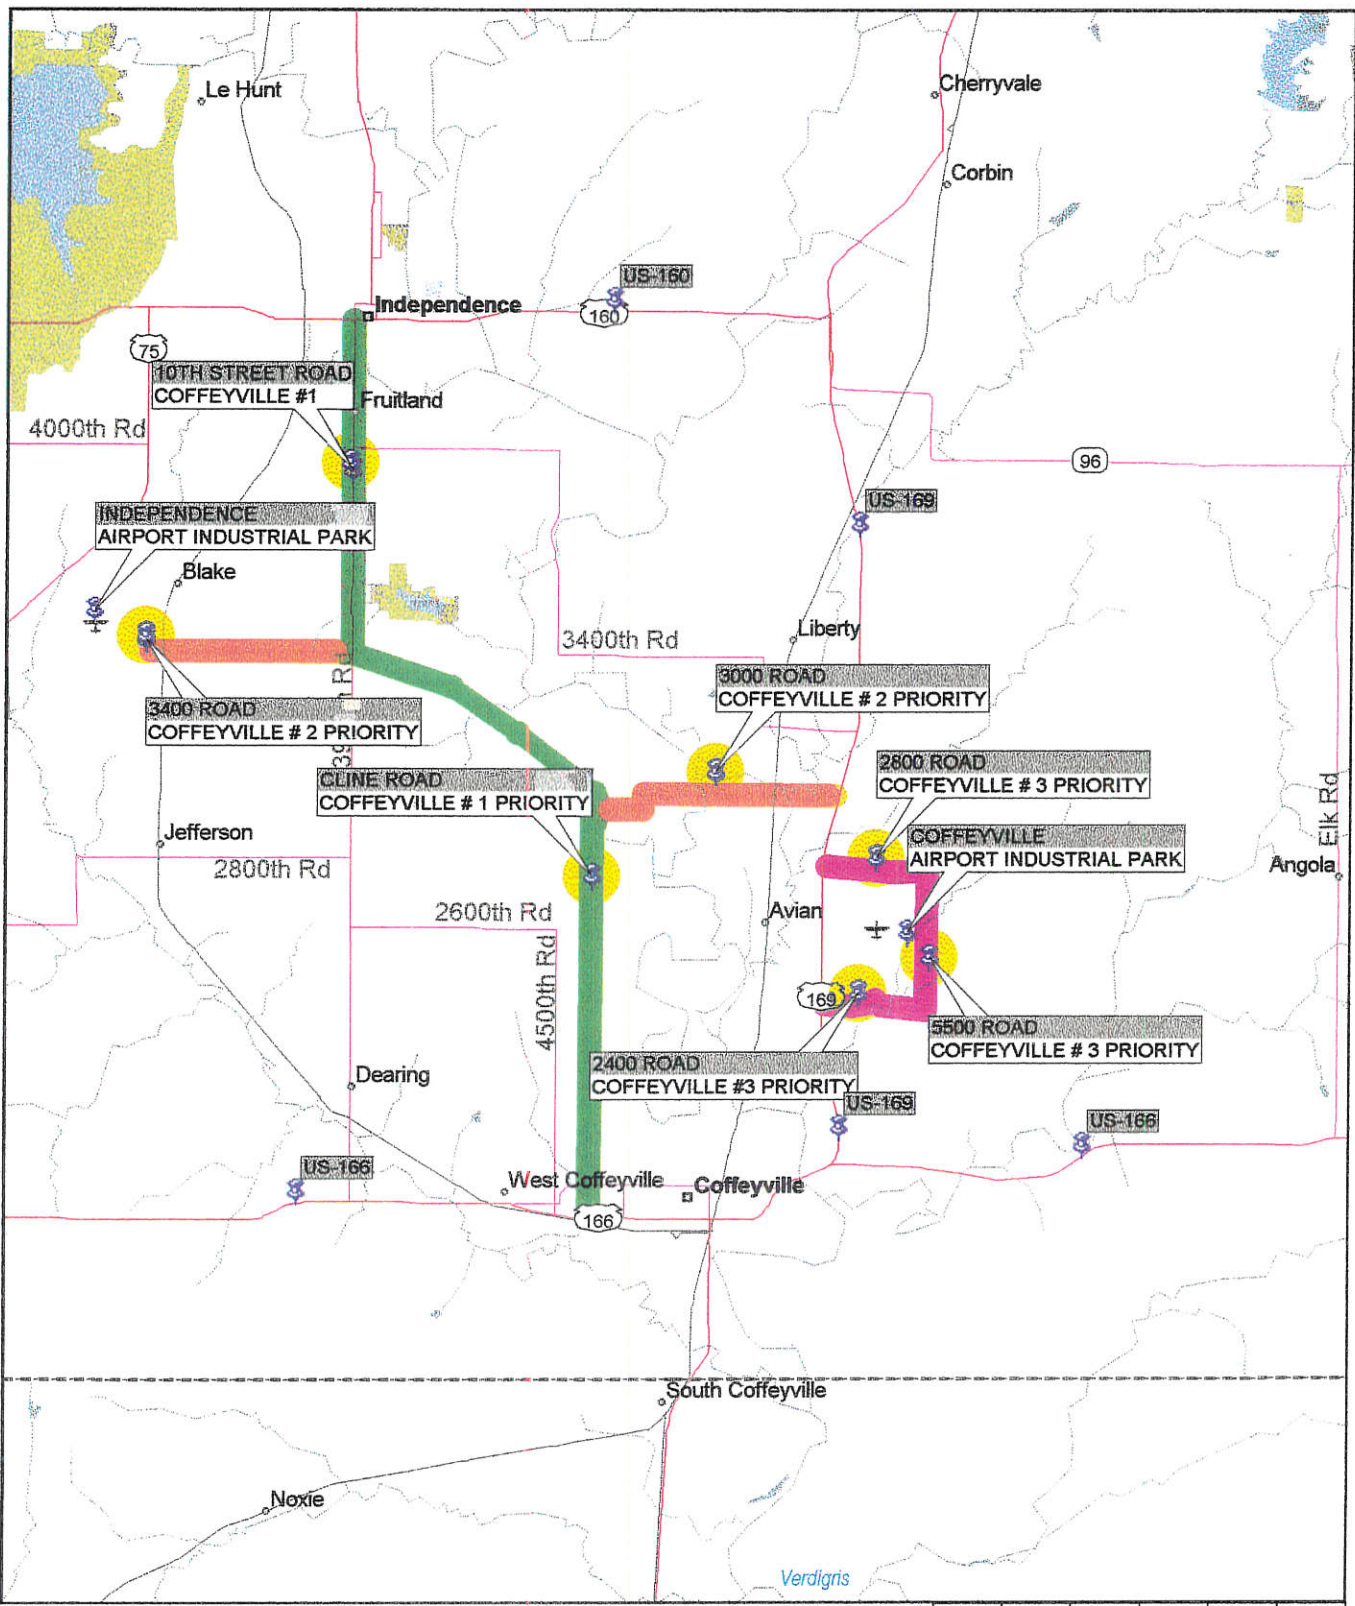 Le Hunt
Cherryvale
Corbin
US-160
Independence
160
75
10TH STREET ROAD
COFFEYVILLE #1
Fruitland
4000th Rd
96
US-169
INDEPENDENCE
AIRPORT INDUSTRIAL PARK
Blake
Liberty
3400th Rd
3000 ROAD
COFFEYVILLE # 2 PRIORITY
3400 ROAD
COFFEYVILLE # 2 PRIORITY
2800 ROAD
COFFEYVILLE # 3 PRIORITY
CLINE ROAD
COFFEYVILLE # 1 PRIORITY
Elk Rd
Jefferson
COFFEYVILLE
AIRPORT INDUSTRIAL PARK
2800th Rd
Angola
2600th Rd
Avian
4500th Rd
169
5500 ROAD
COFFEYVILLE # 3 PRIORITY
2400 ROAD
COFFEYVILLE #3 PRIORITY
Dearing
US-169
US-166
US-166
West Coffeyville
Coffeyville
166
South Coffeyville
Noxie
Verdigris